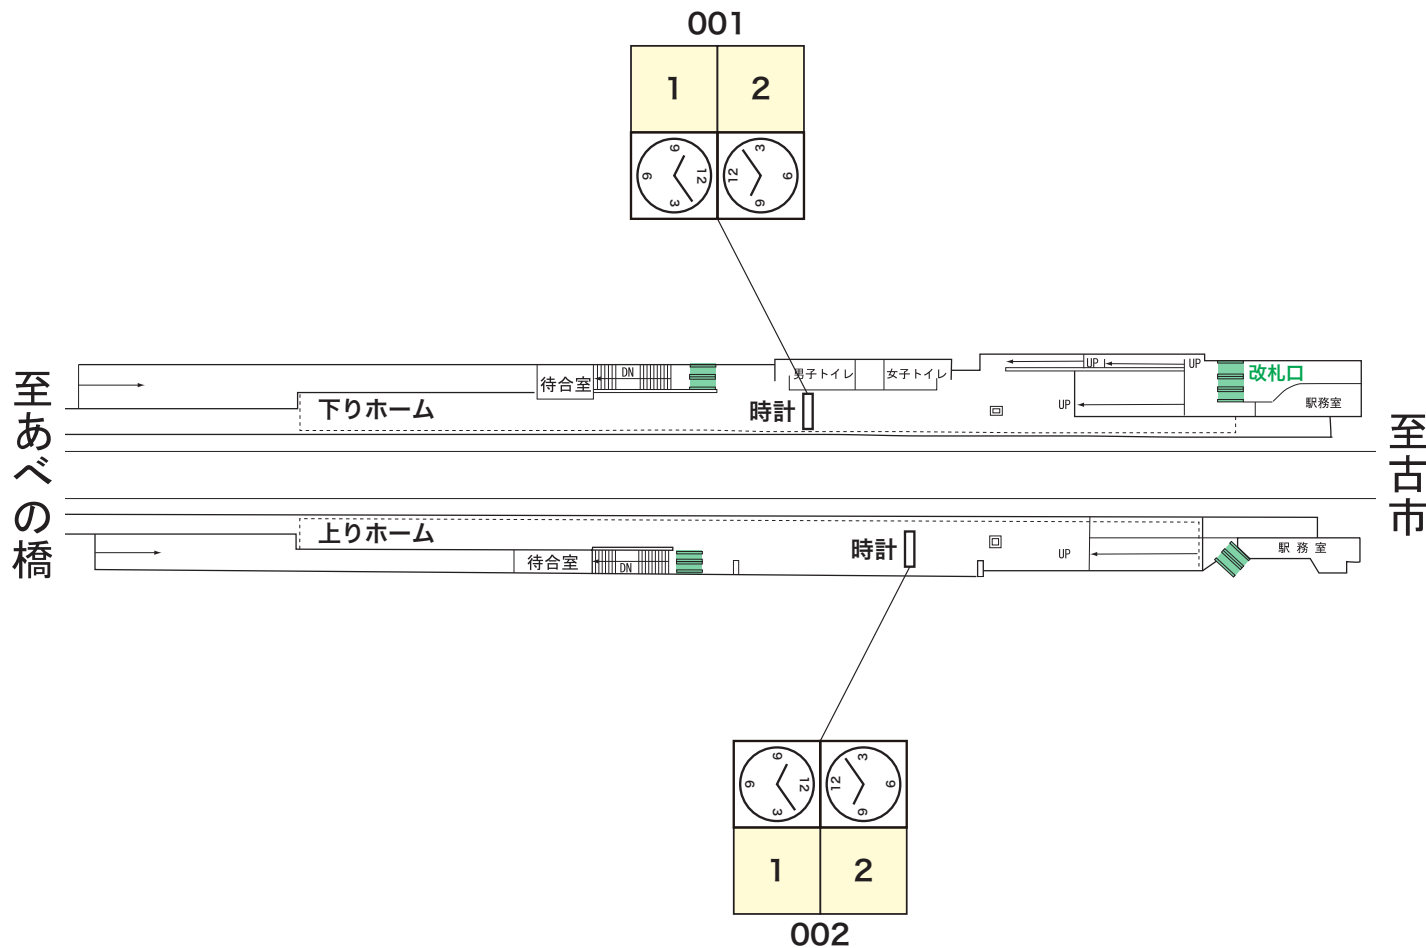 001
1 2
9 12 6 3
3 12 6 9
至あべの橋
至古市
待合室
DN
男子トイレ
女子トイレ
UP
UP
改札口
駅務室
UP
下りホーム
時計
上りホーム
時計
待合室
DN
UP
駅務室
9 12 6 3
3 12 6 9
1 2
002